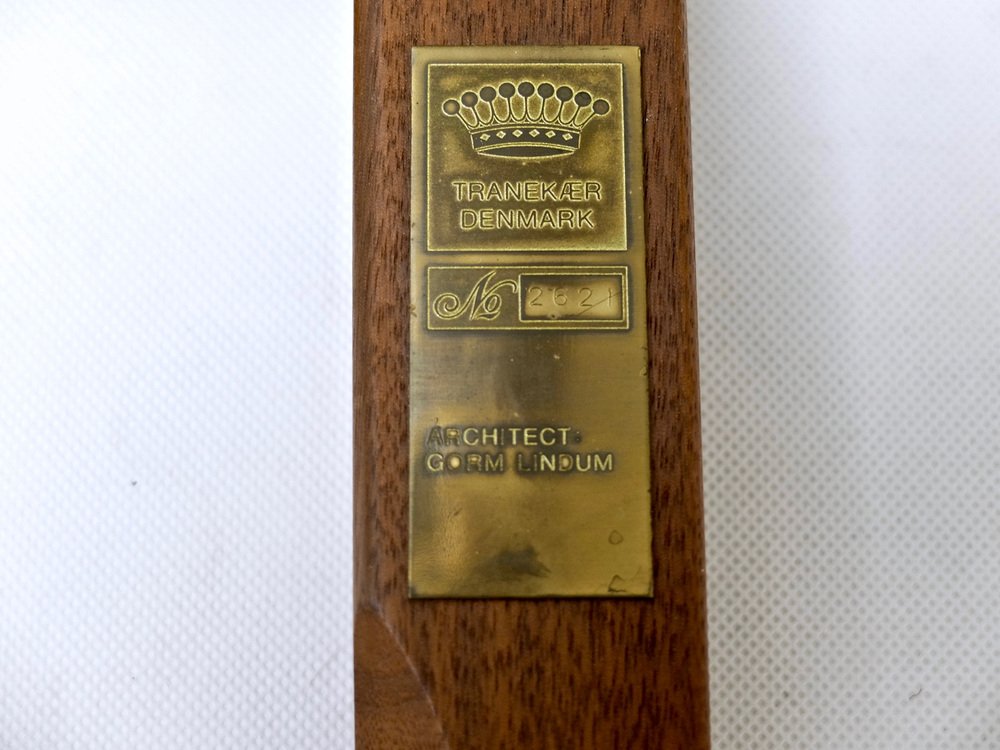 TRANEKÆR
DENMARK
No 2621
ARCHITECT:
GORM LINDUM